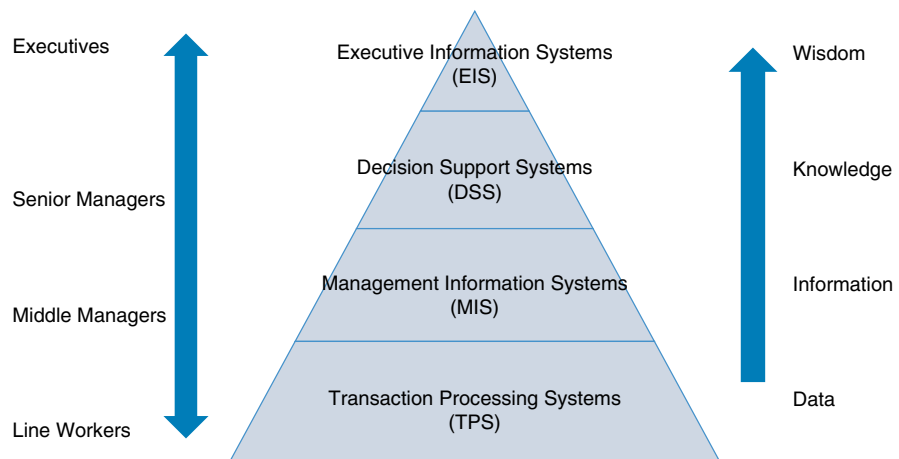 Executives
Senior Managers
Middle Managers
Line Workers
Executive Information Systems
(EIS)
Decision Support Systems
(DSS)
Management Information Systems
(MIS)
Transaction Processing Systems
(TPS)
Wisdom
Knowledge
Information
Data